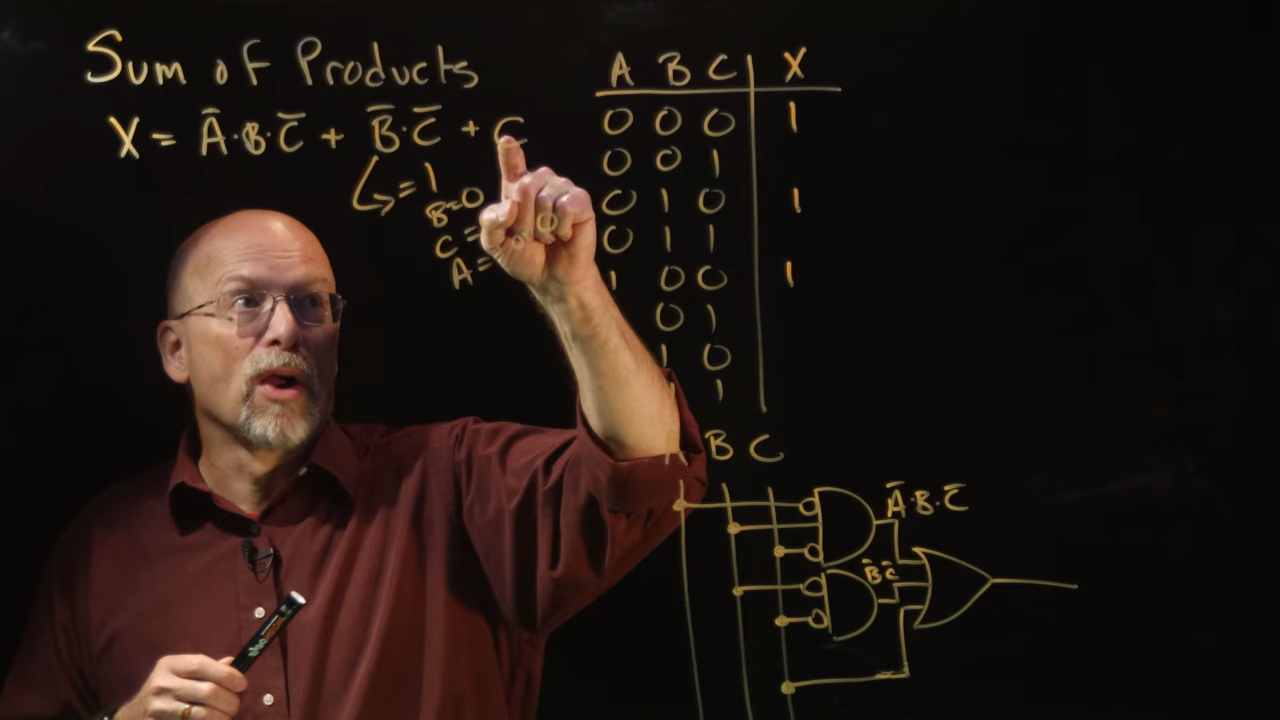 Sum of Products
X = Ā·B·C̄ + B̄·C̄ + C
↳ = 1
B=0
C=
A=
A B C X
0 0 0 1
0 0 1
0 1 0 1
0 1 1
1 0 0 1
0 1
1 0
1 1
A B C
Ā·B·C̄
B̄C̄